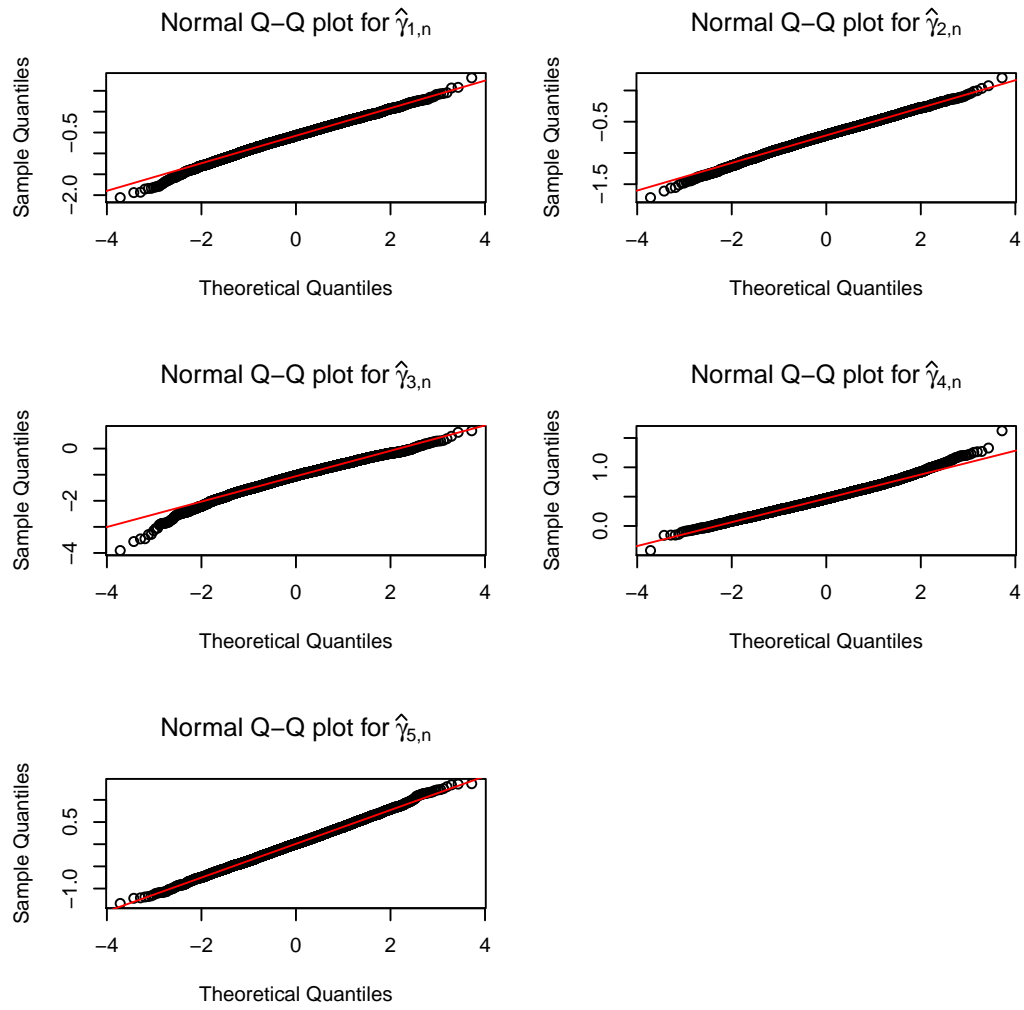 Normal Q−Q plot for γ̂1,n
Sample Quantiles
−2.0 −0.5
−4 −2 0 2 4
Theoretical Quantiles
Normal Q−Q plot for γ̂2,n
Sample Quantiles
−1.5 −0.5
−4 −2 0 2 4
Theoretical Quantiles
Normal Q−Q plot for γ̂3,n
Sample Quantiles
−4 −2 0
−4 −2 0 2 4
Theoretical Quantiles
Normal Q−Q plot for γ̂4,n
Sample Quantiles
0.0 1.0
−4 −2 0 2 4
Theoretical Quantiles
Normal Q−Q plot for γ̂5,n
Sample Quantiles
−1.0 0.5
−4 −2 0 2 4
Theoretical Quantiles